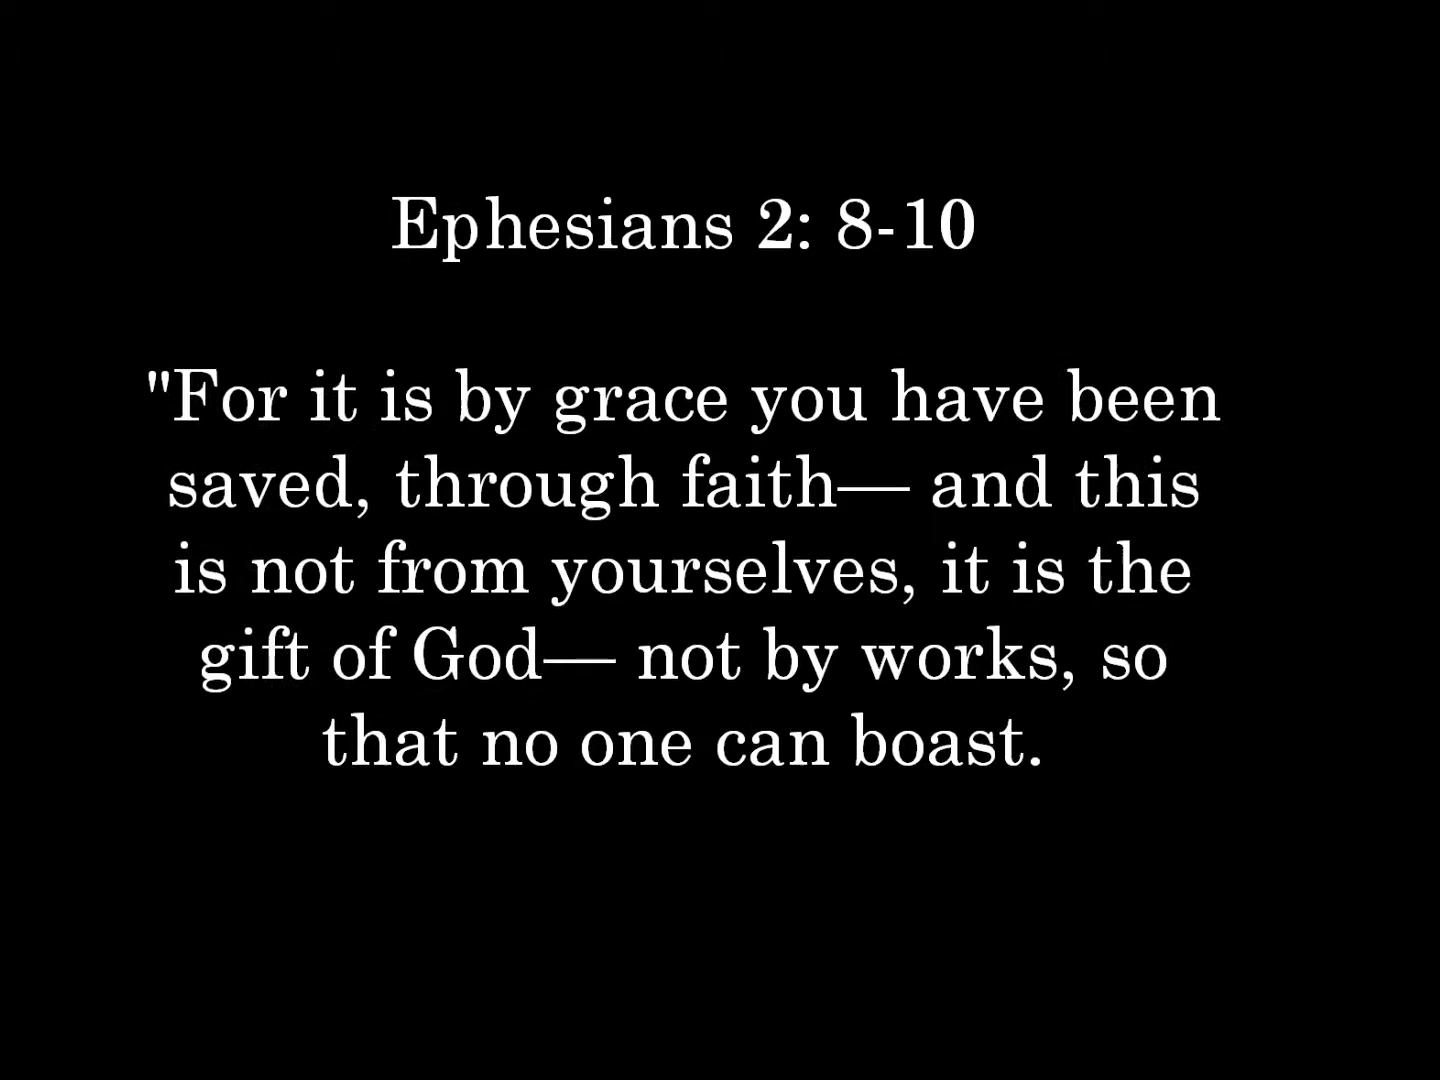 Ephesians 2: 8-10
"For it is by grace you have been
saved, through faith— and this
is not from yourselves, it is the
gift of God— not by works, so
that no one can boast.